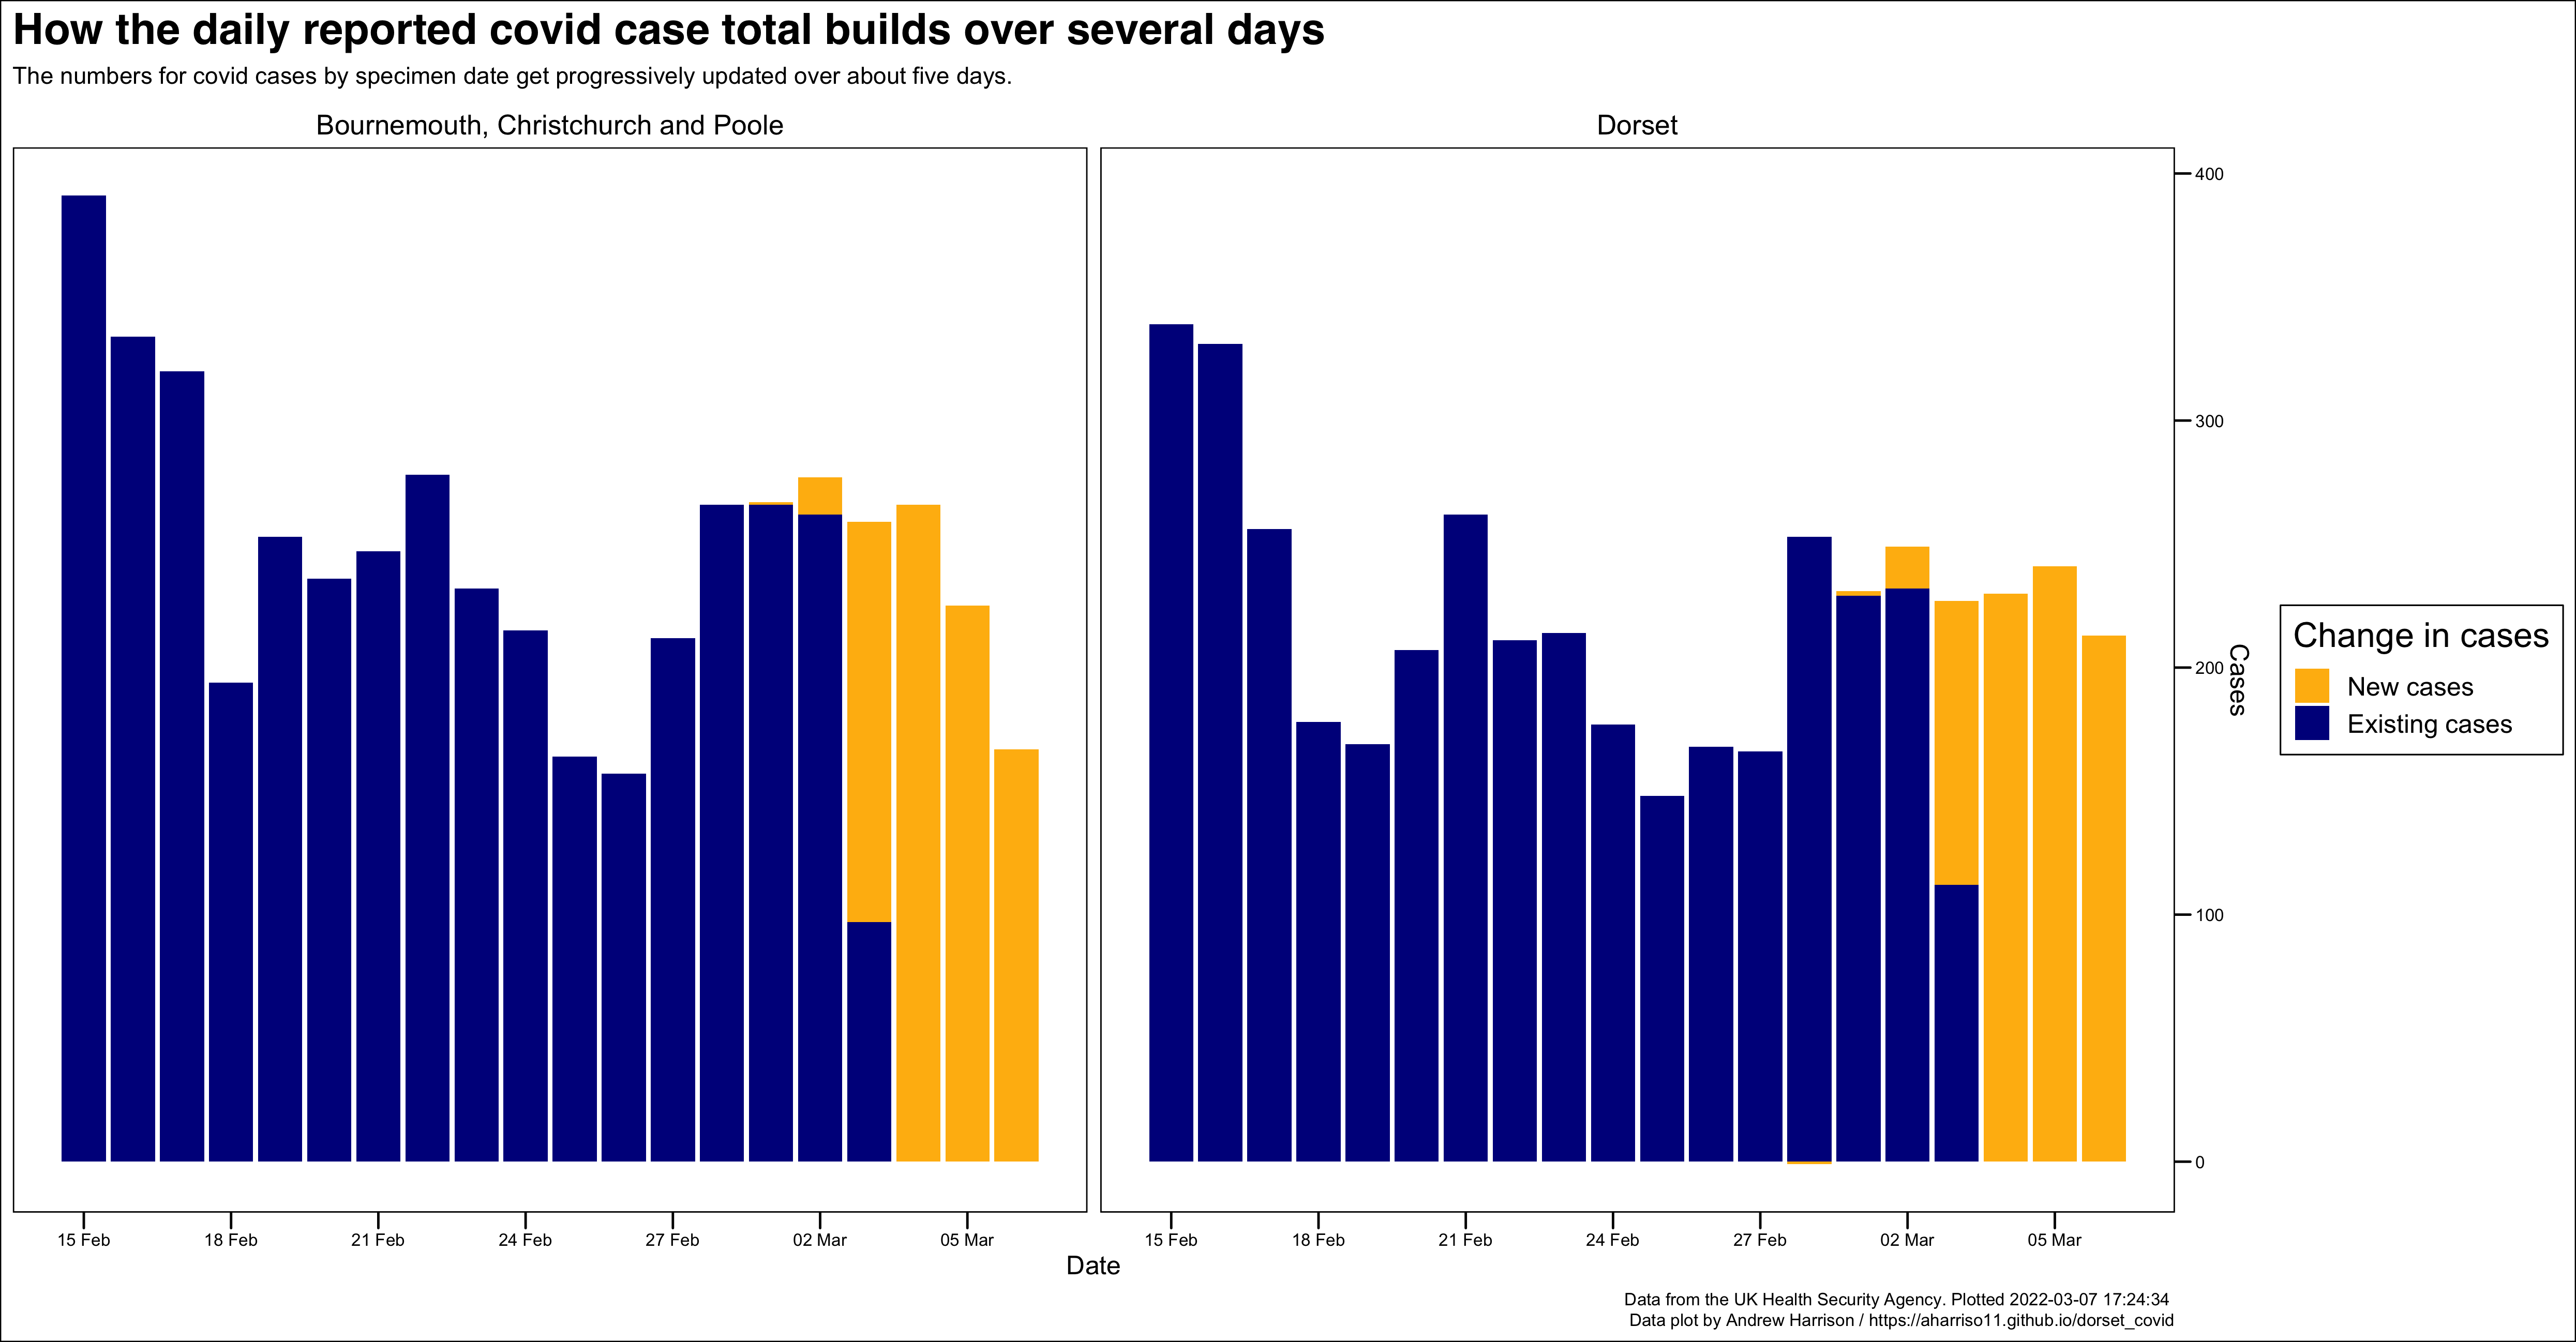 How the daily reported covid case total builds over several days
The numbers for covid cases by specimen date get progressively updated over about five days.
Bournemouth, Christchurch and Poole
Dorset
400
300
200
100
0
Cases
Change in cases
New cases
Existing cases
15 Feb 18 Feb 21 Feb 24 Feb 27 Feb 02 Mar 05 Mar
15 Feb 18 Feb 21 Feb 24 Feb 27 Feb 02 Mar 05 Mar
Date
Data from the UK Health Security Agency. Plotted 2022-03-07 17:24:34
Data plot by Andrew Harrison / https://aharriso11.github.io/dorset_covid